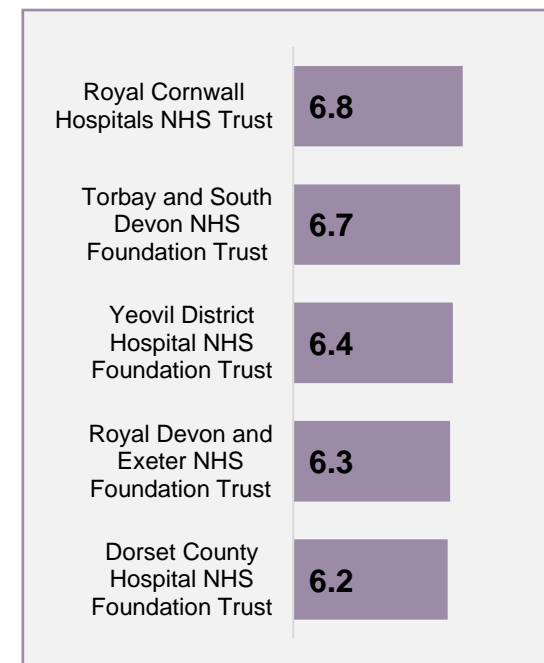 Royal Cornwall
Hospitals NHS Trust
6.8
Torbay and South
Devon NHS
Foundation Trust
6.7
Yeovil District
Hospital NHS
Foundation Trust
6.4
Royal Devon and
Exeter NHS
Foundation Trust
6.3
Dorset County
Hospital NHS
Foundation Trust
6.2